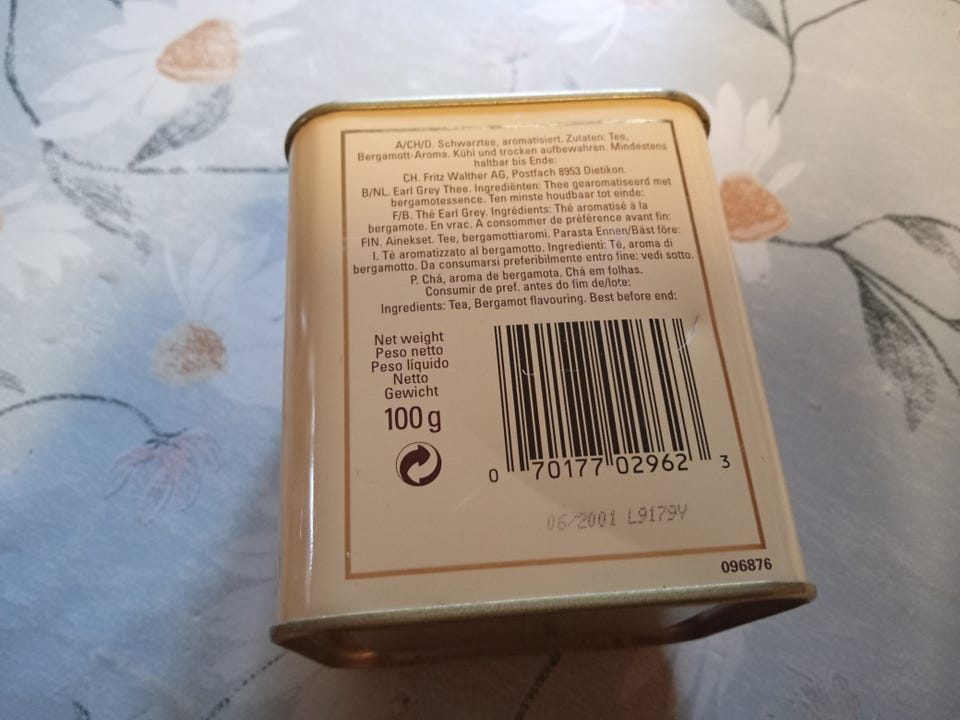 A/CH/D. Schwarztee, aromatisiert. Zutaten: Tee,
Bergamott-Aroma. Kühl und trocken aufbewahren. Mindestens
haltbar bis Ende:
CH. Fritz Walther AG, Postfach 8953 Dietikon.
B/NL. Earl Grey Thee. Ingrediënten: Thee gearomatiseerd met
bergamotessence. Ten minste houdbaar tot einde:
F/B. Thé Earl Grey. Ingrédients: Thé aromatisé à la
bergamote. En vrac. A consommer de préférence avant fin:
FIN. Ainekset. Tee, bergamottiaromi. Parasta Ennen/Bäst före:
I. Tè aromatizzato al bergamotto. Ingredienti: Tè, aroma di
bergamotto. Da consumarsi preferibilmente entro fine: vedi sotto.
P. Chá, aroma de bergamota. Chá em folhas.
Consumir de pref. antes do fim de/lote:
Ingredients: Tea, Bergamot flavouring. Best before end:
Net weight
Peso netto
Peso líquido
Netto
Gewicht
100 g
0 70177 02962 3
06/2001 L9179Y
096876